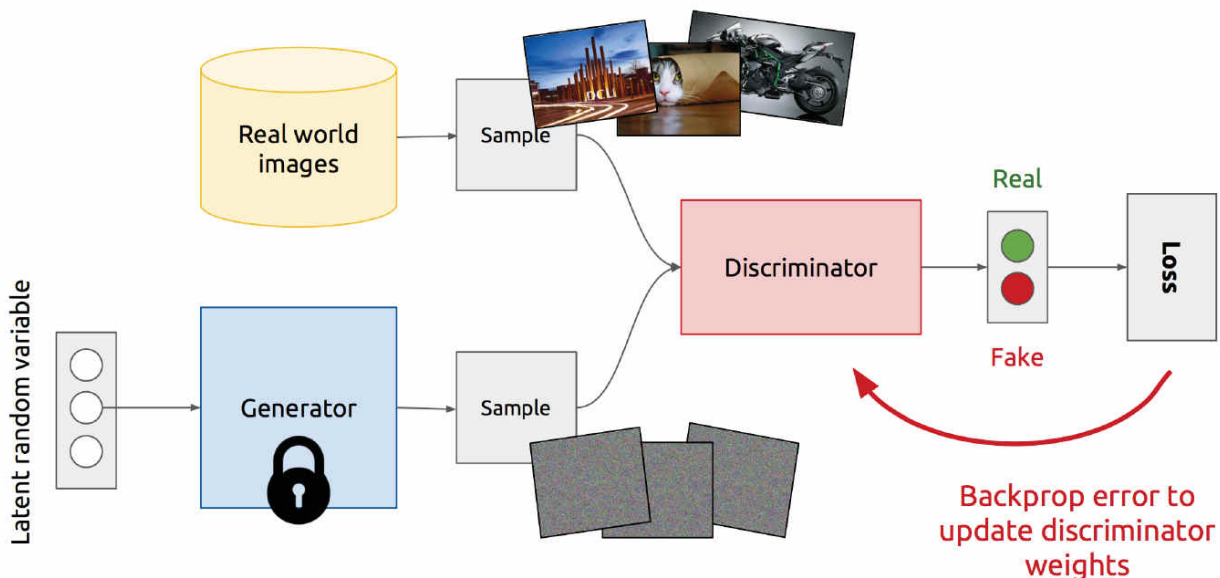 Real world
images
Sample
DCU
Real
Discriminator
Loss
Fake
Latent random variable
Generator
Sample
Backprop error to
update discriminator
weights